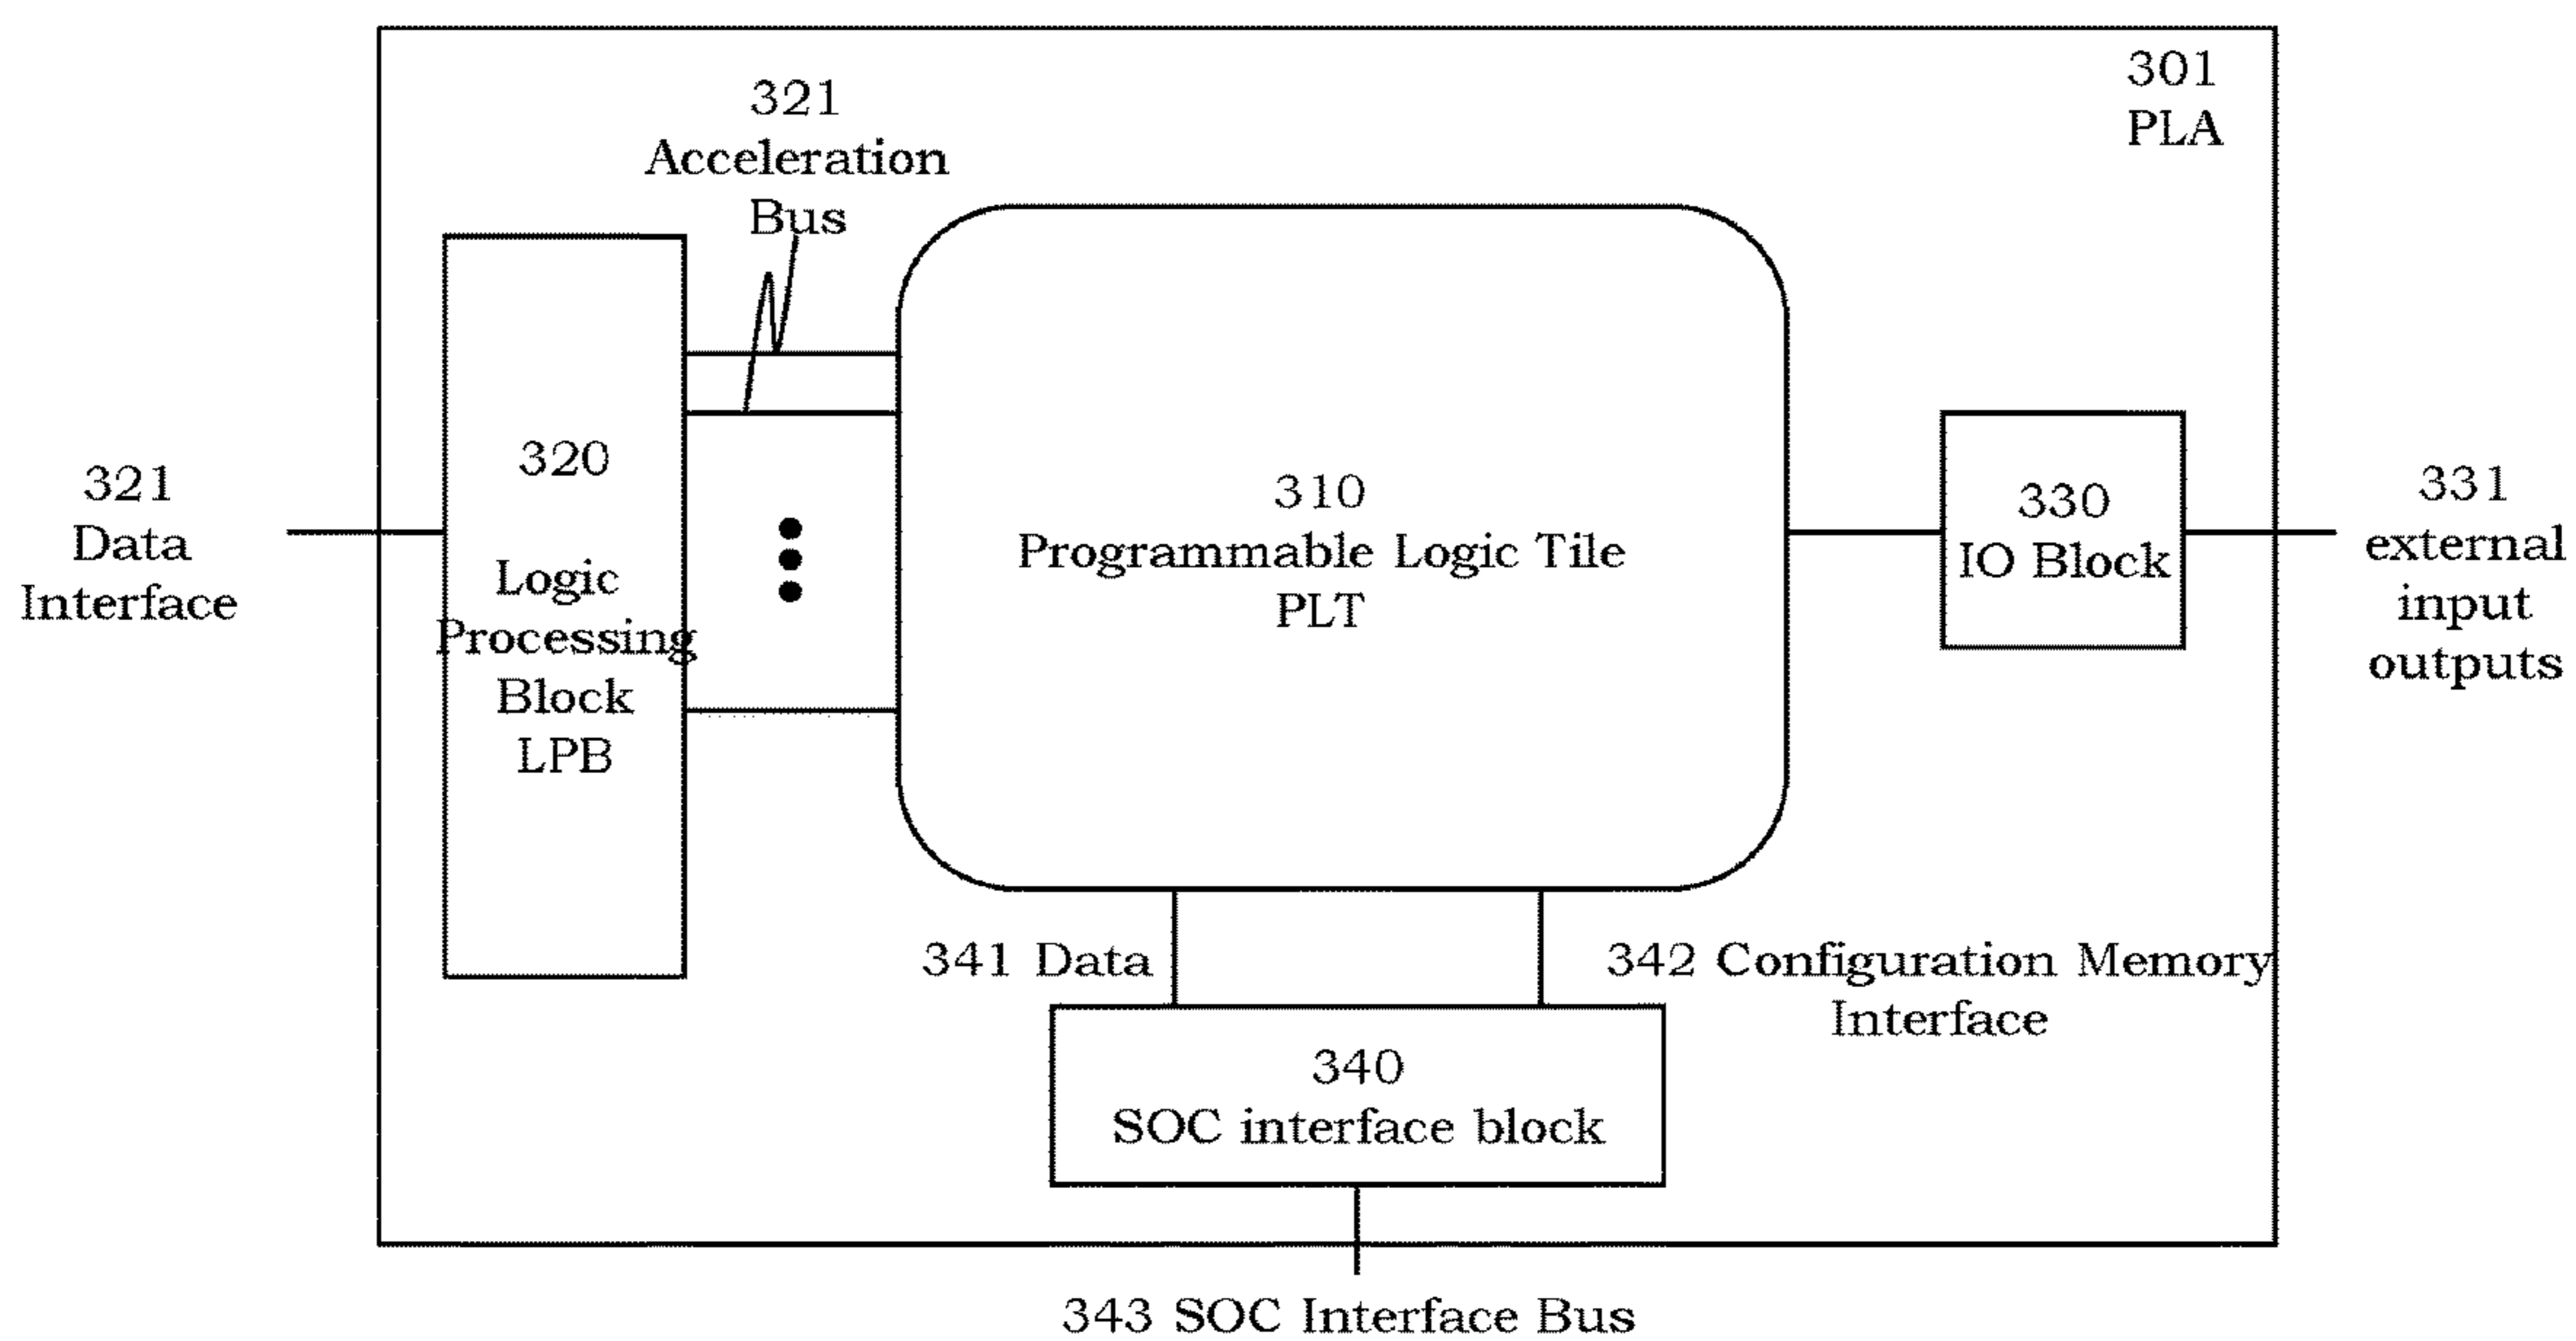 301
PLA
321
Acceleration
Bus
321
Data
Interface
320
Logic
Processing
Block
LPB
310
Programmable Logic Tile
PLT
330
IO Block
331
external
input
outputs
341 Data
342 Configuration Memory
Interface
340
SOC interface block
343 SOC Interface Bus